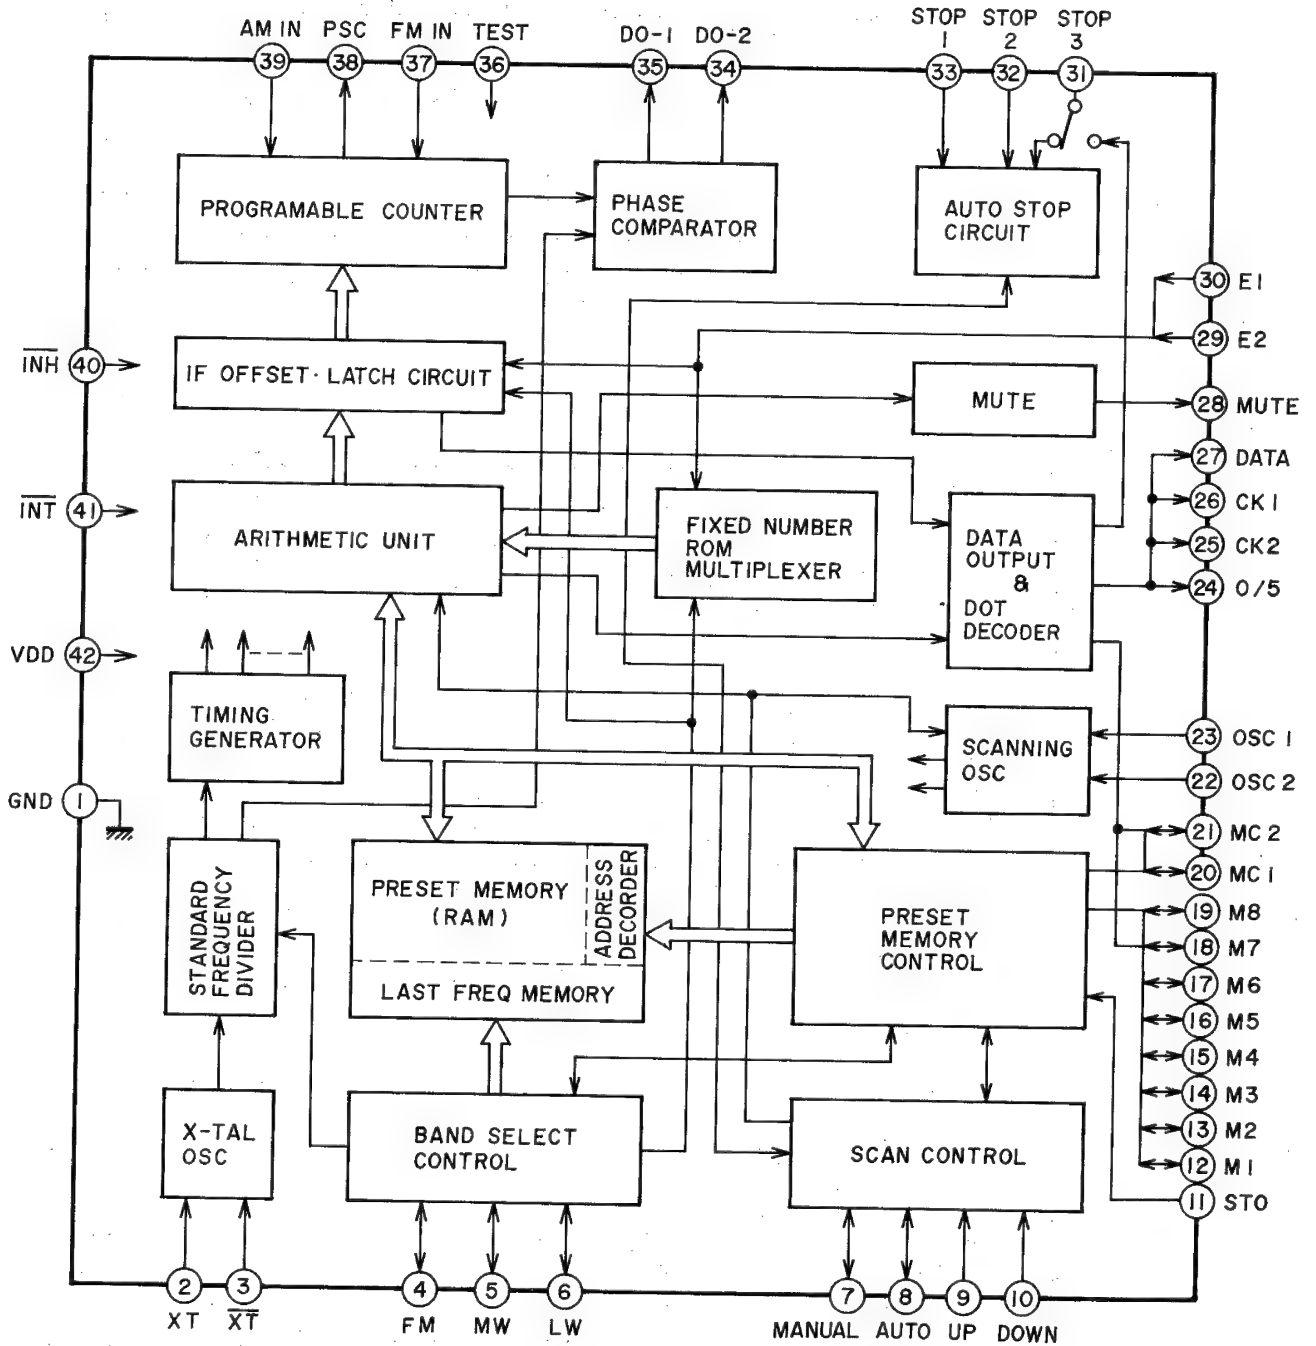 AM IN PSC FM IN TEST DO-1 DO-2 STOP 1 STOP 2 STOP 3
39 38 37 36 35 34 33 32 31
PROGRAMABLE COUNTER
PHASE
COMPARATOR
AUTO STOP
CIRCUIT
30 E1
29 E2
INH 40
IF OFFSET · LATCH CIRCUIT
MUTE
28 MUTE
27 DATA
26 CK1
25 CK2
24 O/5
INT 41
ARITHMETIC UNIT
FIXED NUMBER
ROM
MULTIPLEXER
DATA
OUTPUT
&
DOT
DECODER
VDD 42
TIMING
GENERATOR
SCANNING
OSC
23 OSC 1
22 OSC 2
GND 1
21 MC 2
20 MC 1
19 M8
18 M7
17 M6
16 M5
15 M4
14 M3
13 M2
12 M1
11 STO
STANDARD
FREQUENCY
DIVIDER
PRESET MEMORY
(RAM)
ADDRESS
DECORDER
LAST FREQ MEMORY
PRESET
MEMORY
CONTROL
X-TAL
OSC
BAND SELECT
CONTROL
SCAN CONTROL
2 3 4 5 6 7 8 9 10
XT XT FM MW LW MANUAL AUTO UP DOWN